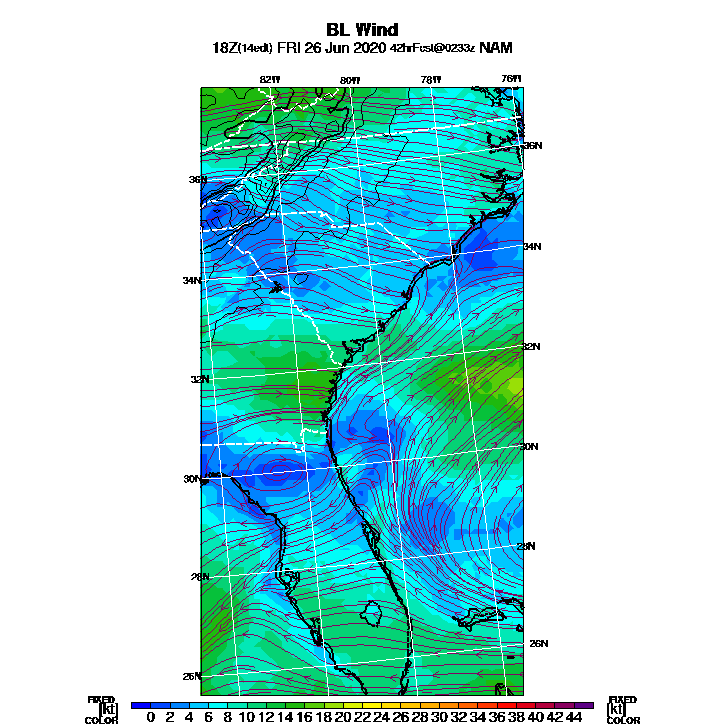 BL Wind
18Z(14edt) FRI 26 Jun 2020 42hrFcst@0233z NAM
82W 80W 78W 76W
36N
36N
34N
34N
32N
32N
30N
30N
28N
28N
26N
26N
FIXED FIXED
[kt] 0 2 4 6 8 10 12 14 16 18 20 22 24 26 28 30 32 34 36 38 40 42 44 [kt]
COLOR COLOR